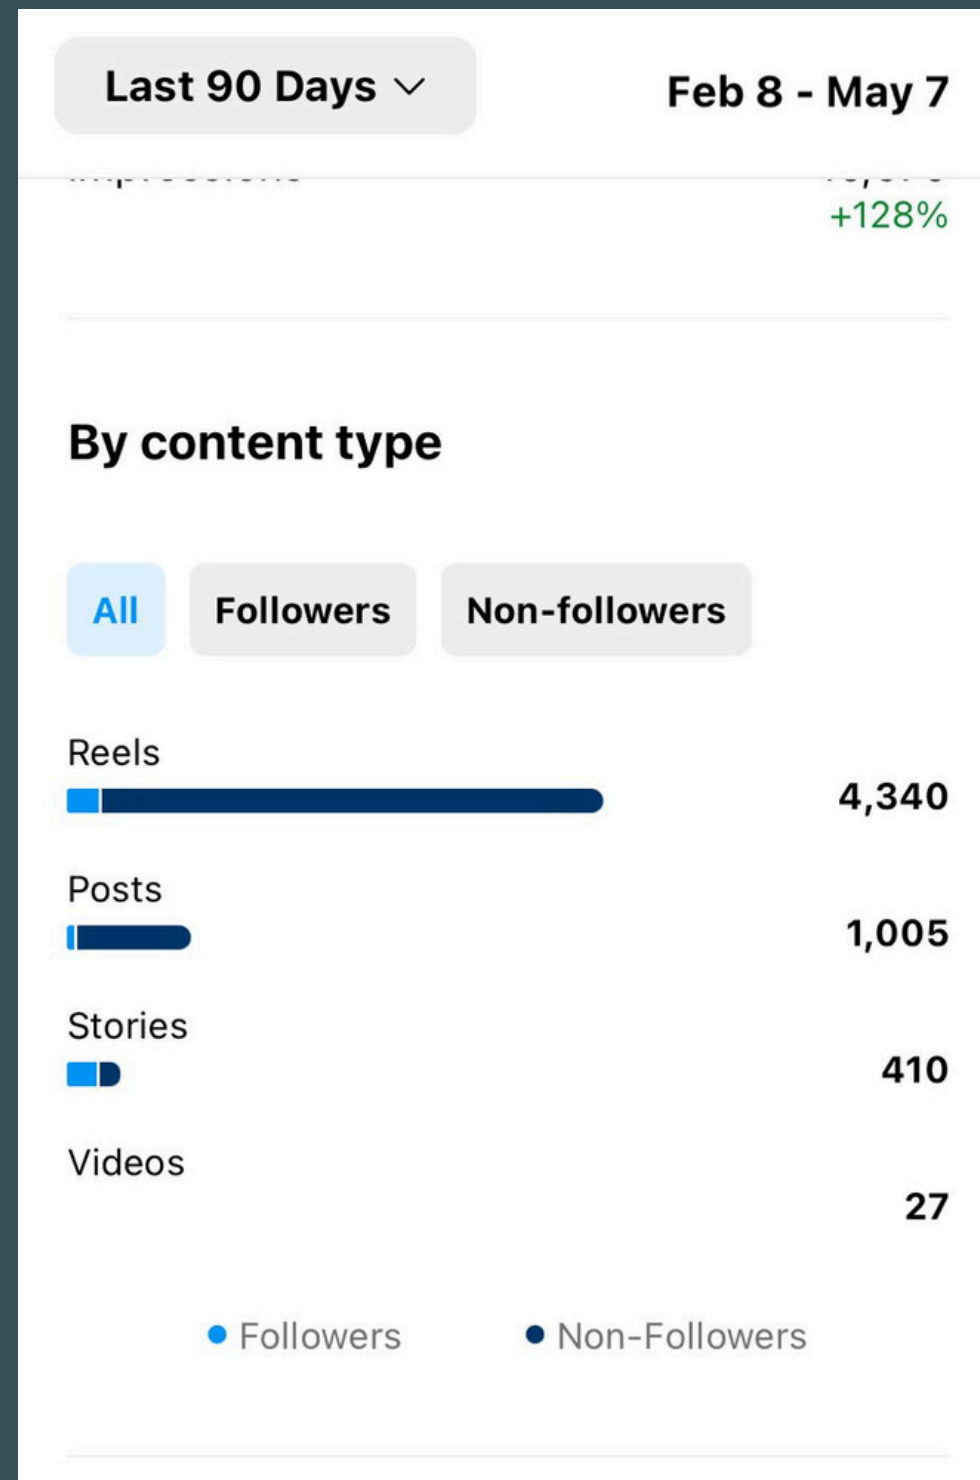 Last 90 Days
Feb 8 - May 7
+128%
By content type
All
Followers
Non-followers
Reels
4,340
Posts
1,005
Stories
410
Videos
27
Followers
Non-Followers